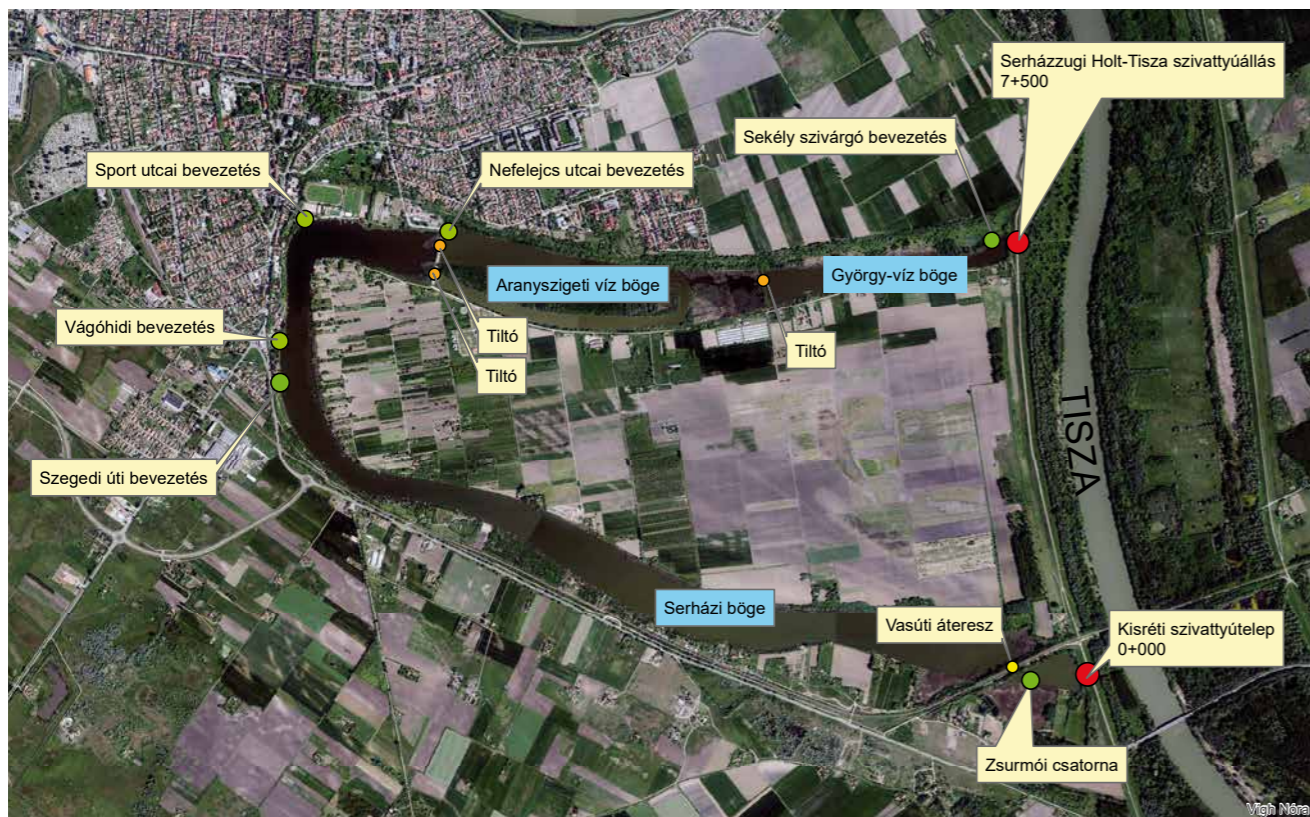 Serházzugi Holt-Tisza szivattyúállás
7+500
Sekély szivárgó bevezetés
Sport utcai bevezetés
Nefelejcs utcai bevezetés
Aranyszigeti víz böge
György-víz böge
Vágóhidi bevezetés
Tiltó
Tiltó
Tiltó
Szegedi úti bevezetés
TISZA
Serházi böge
Vasúti áteresz
Kisréti szivattyútelep
0+000
Zsurmói csatorna
Vigh Nóra